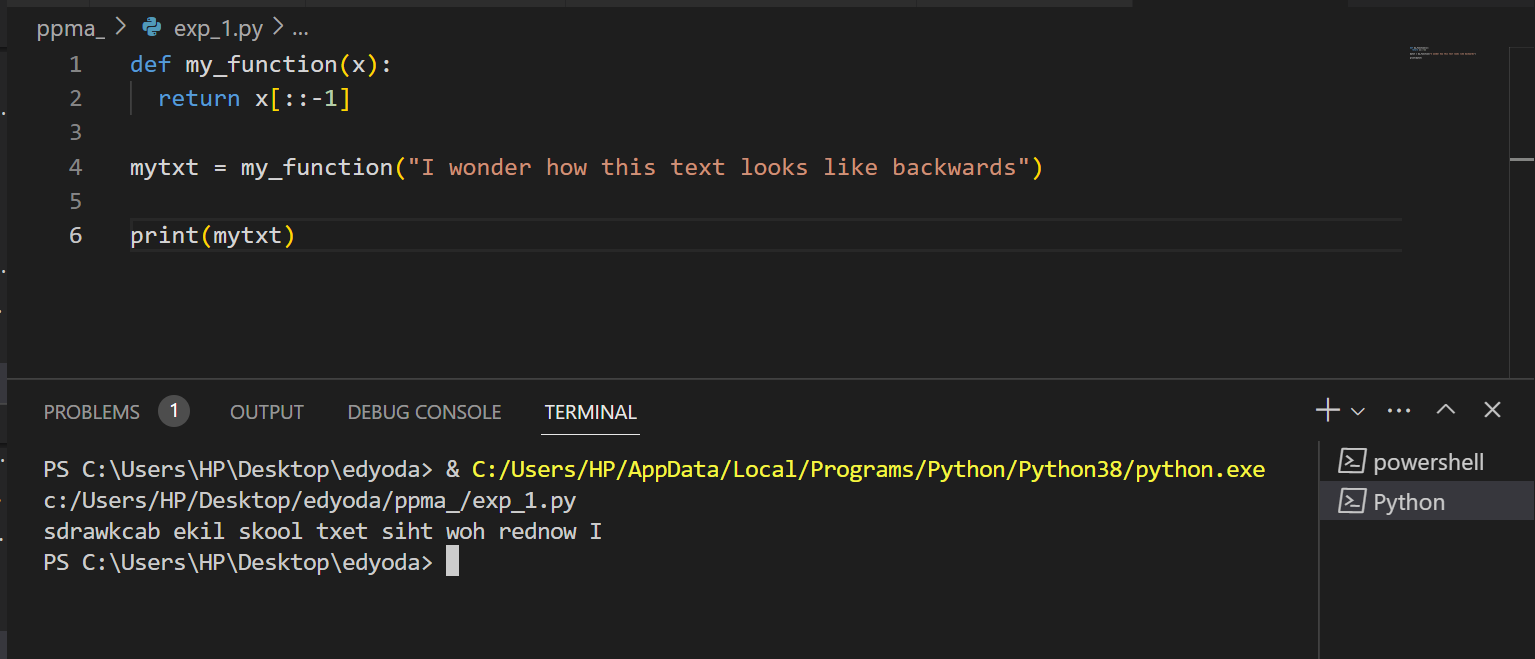 ppma_ > exp_1.py > ...
1 def my_function(x):
2   return x[::-1]
3
4 mytxt = my_function("I wonder how this text looks like backwards")
5
6 print(mytxt)
PROBLEMS 1 OUTPUT DEBUG CONSOLE TERMINAL
PS C:\Users\HP\Desktop\edyoda> & C:/Users/HP/AppData/Local/Programs/Python/Python38/python.exe
c:/Users/HP/Desktop/edyoda/ppma_/exp_1.py
sdrawkcab ekil skool txet siht woh rednow I
PS C:\Users\HP\Desktop\edyoda>
powershell
Python